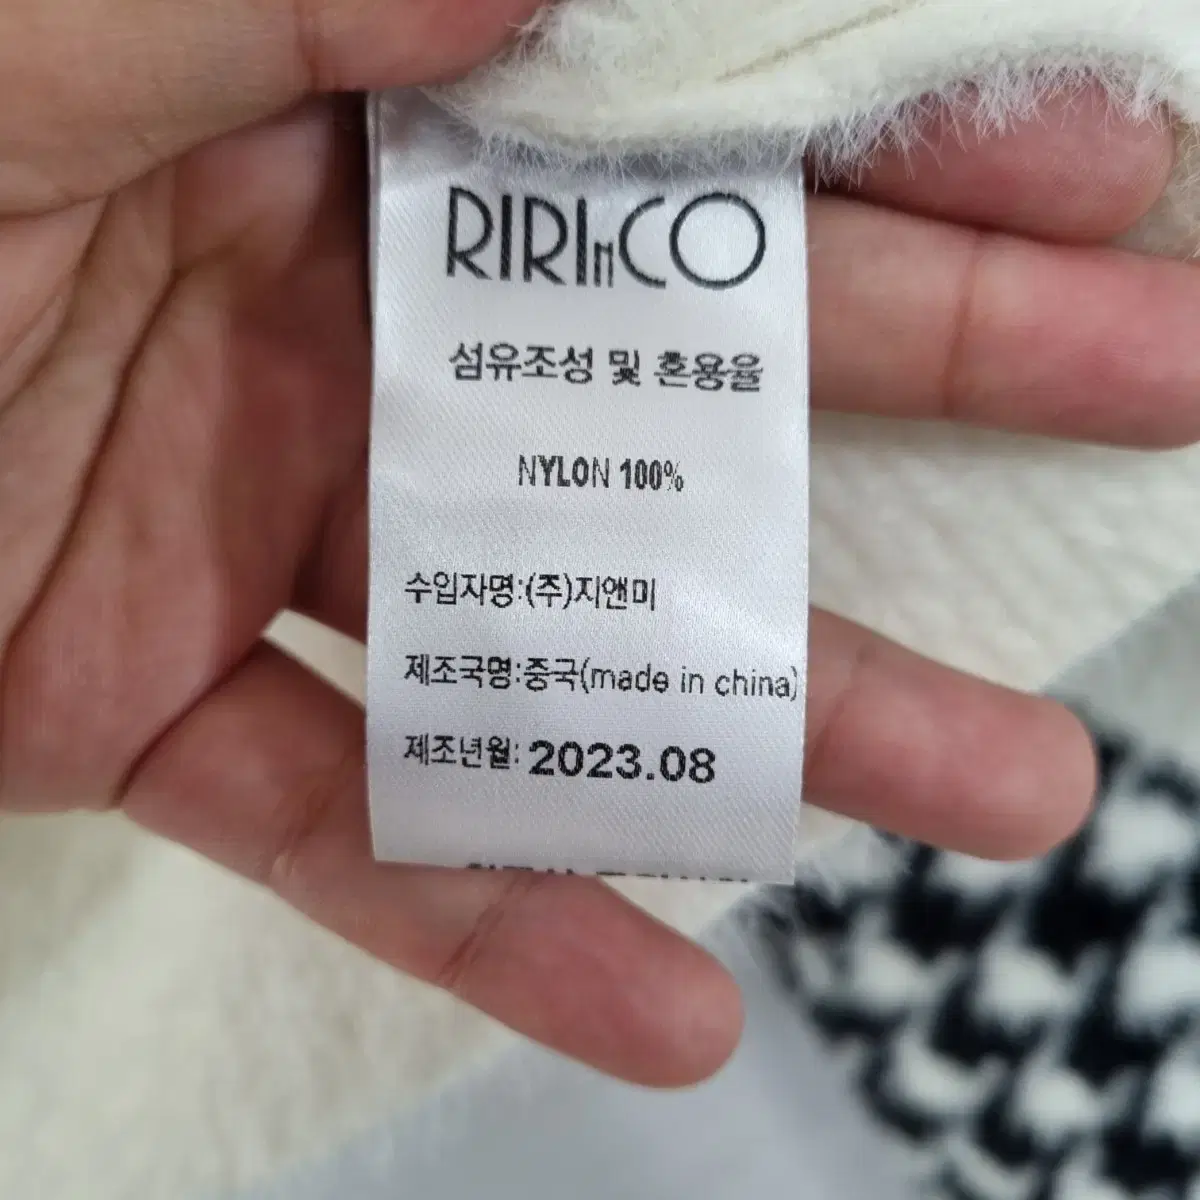 RIRInCO
섬유조성 및 혼용율
NYLON 100%
수입자명:(주)지앤미
제조국명:중국(made in china)
제조년월: 2023.08